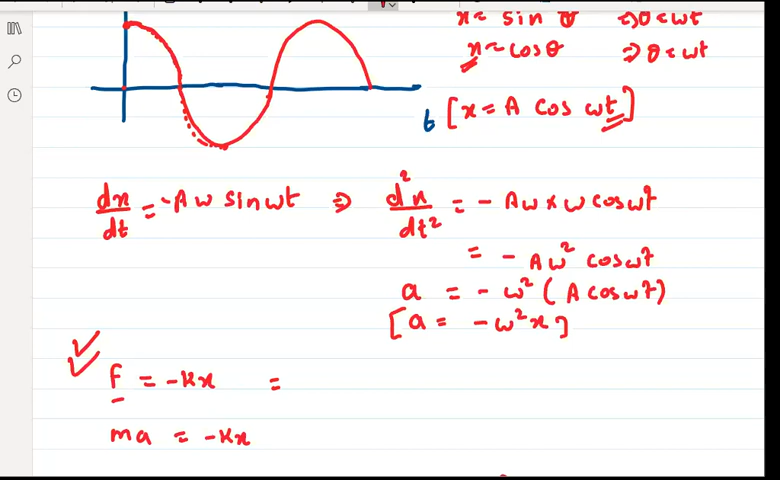 x ~ sin θ ⇒ θ = ωt
x ~ cos θ ⇒ θ = ωt
t [x = A cos ωt]
dx/dt = -Aω sin ωt ⇒ d²x/dt² = - Aω × ω cos ωt
= - Aω² cos ωt
a = - ω² (A cos ωt)
[a = - ω² x]
F = -kx =
ma = -kx